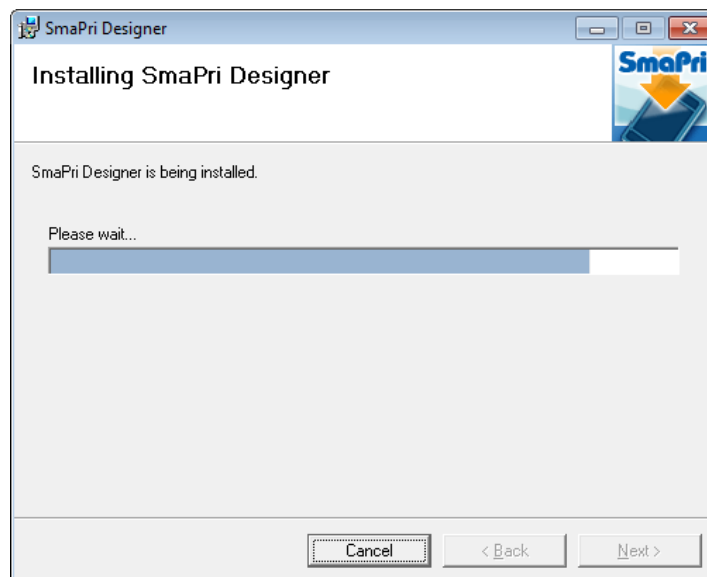 SmaPri Designer
Installing SmaPri Designer
SmaPri
SmaPri Designer is being installed.
Please wait...
Cancel
< Back
Next >